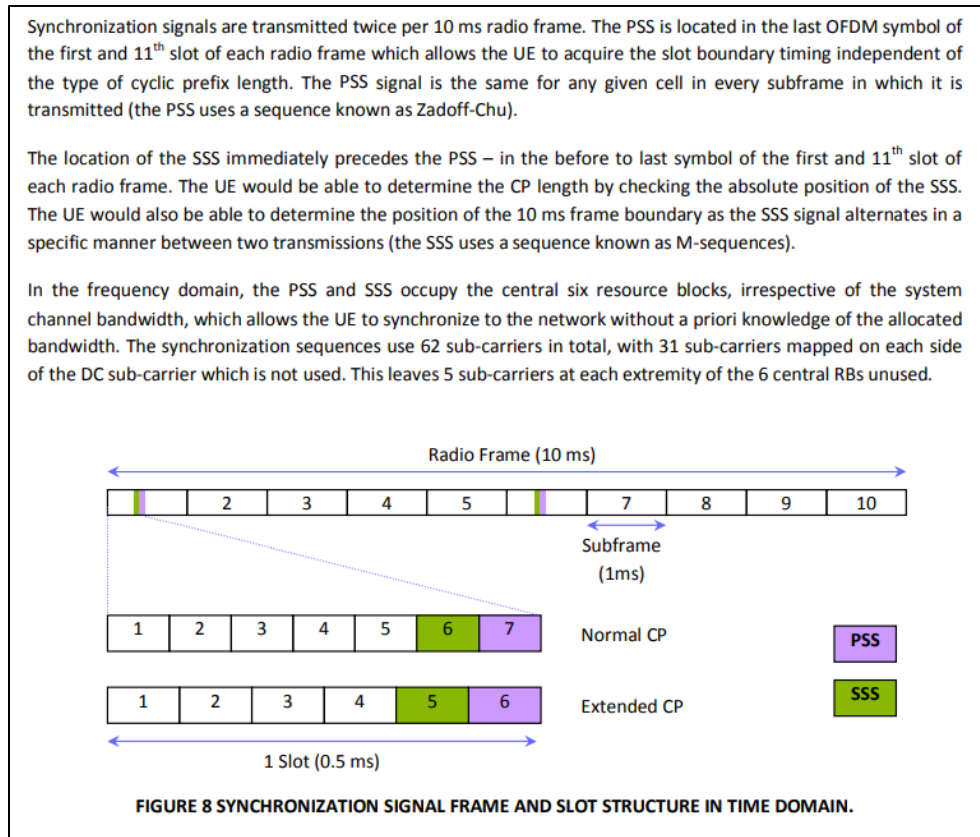 Synchronization signals are transmitted twice per 10 ms radio frame. The PSS is located in the last OFDM symbol of
the first and 11th slot of each radio frame which allows the UE to acquire the slot boundary timing independent of
the type of cyclic prefix length. The PSS signal is the same for any given cell in every subframe in which it is
transmitted (the PSS uses a sequence known as Zadoff-Chu).
The location of the SSS immediately precedes the PSS – in the before to last symbol of the first and 11th slot of
each radio frame. The UE would be able to determine the CP length by checking the absolute position of the SSS.
The UE would also be able to determine the position of the 10 ms frame boundary as the SSS signal alternates in a
specific manner between two transmissions (the SSS uses a sequence known as M-sequences).
In the frequency domain, the PSS and SSS occupy the central six resource blocks, irrespective of the system
channel bandwidth, which allows the UE to synchronize to the network without a priori knowledge of the allocated
bandwidth. The synchronization sequences use 62 sub-carriers in total, with 31 sub-carriers mapped on each side
of the DC sub-carrier which is not used. This leaves 5 sub-carriers at each extremity of the 6 central RBs unused.
Radio Frame (10 ms)
2 3 4 5 7 8 9 10
Subframe
(1ms)
1 2 3 4 5 6 7 Normal CP PSS
1 2 3 4 5 6 Extended CP SSS
1 Slot (0.5 ms)
FIGURE 8 SYNCHRONIZATION SIGNAL FRAME AND SLOT STRUCTURE IN TIME DOMAIN.